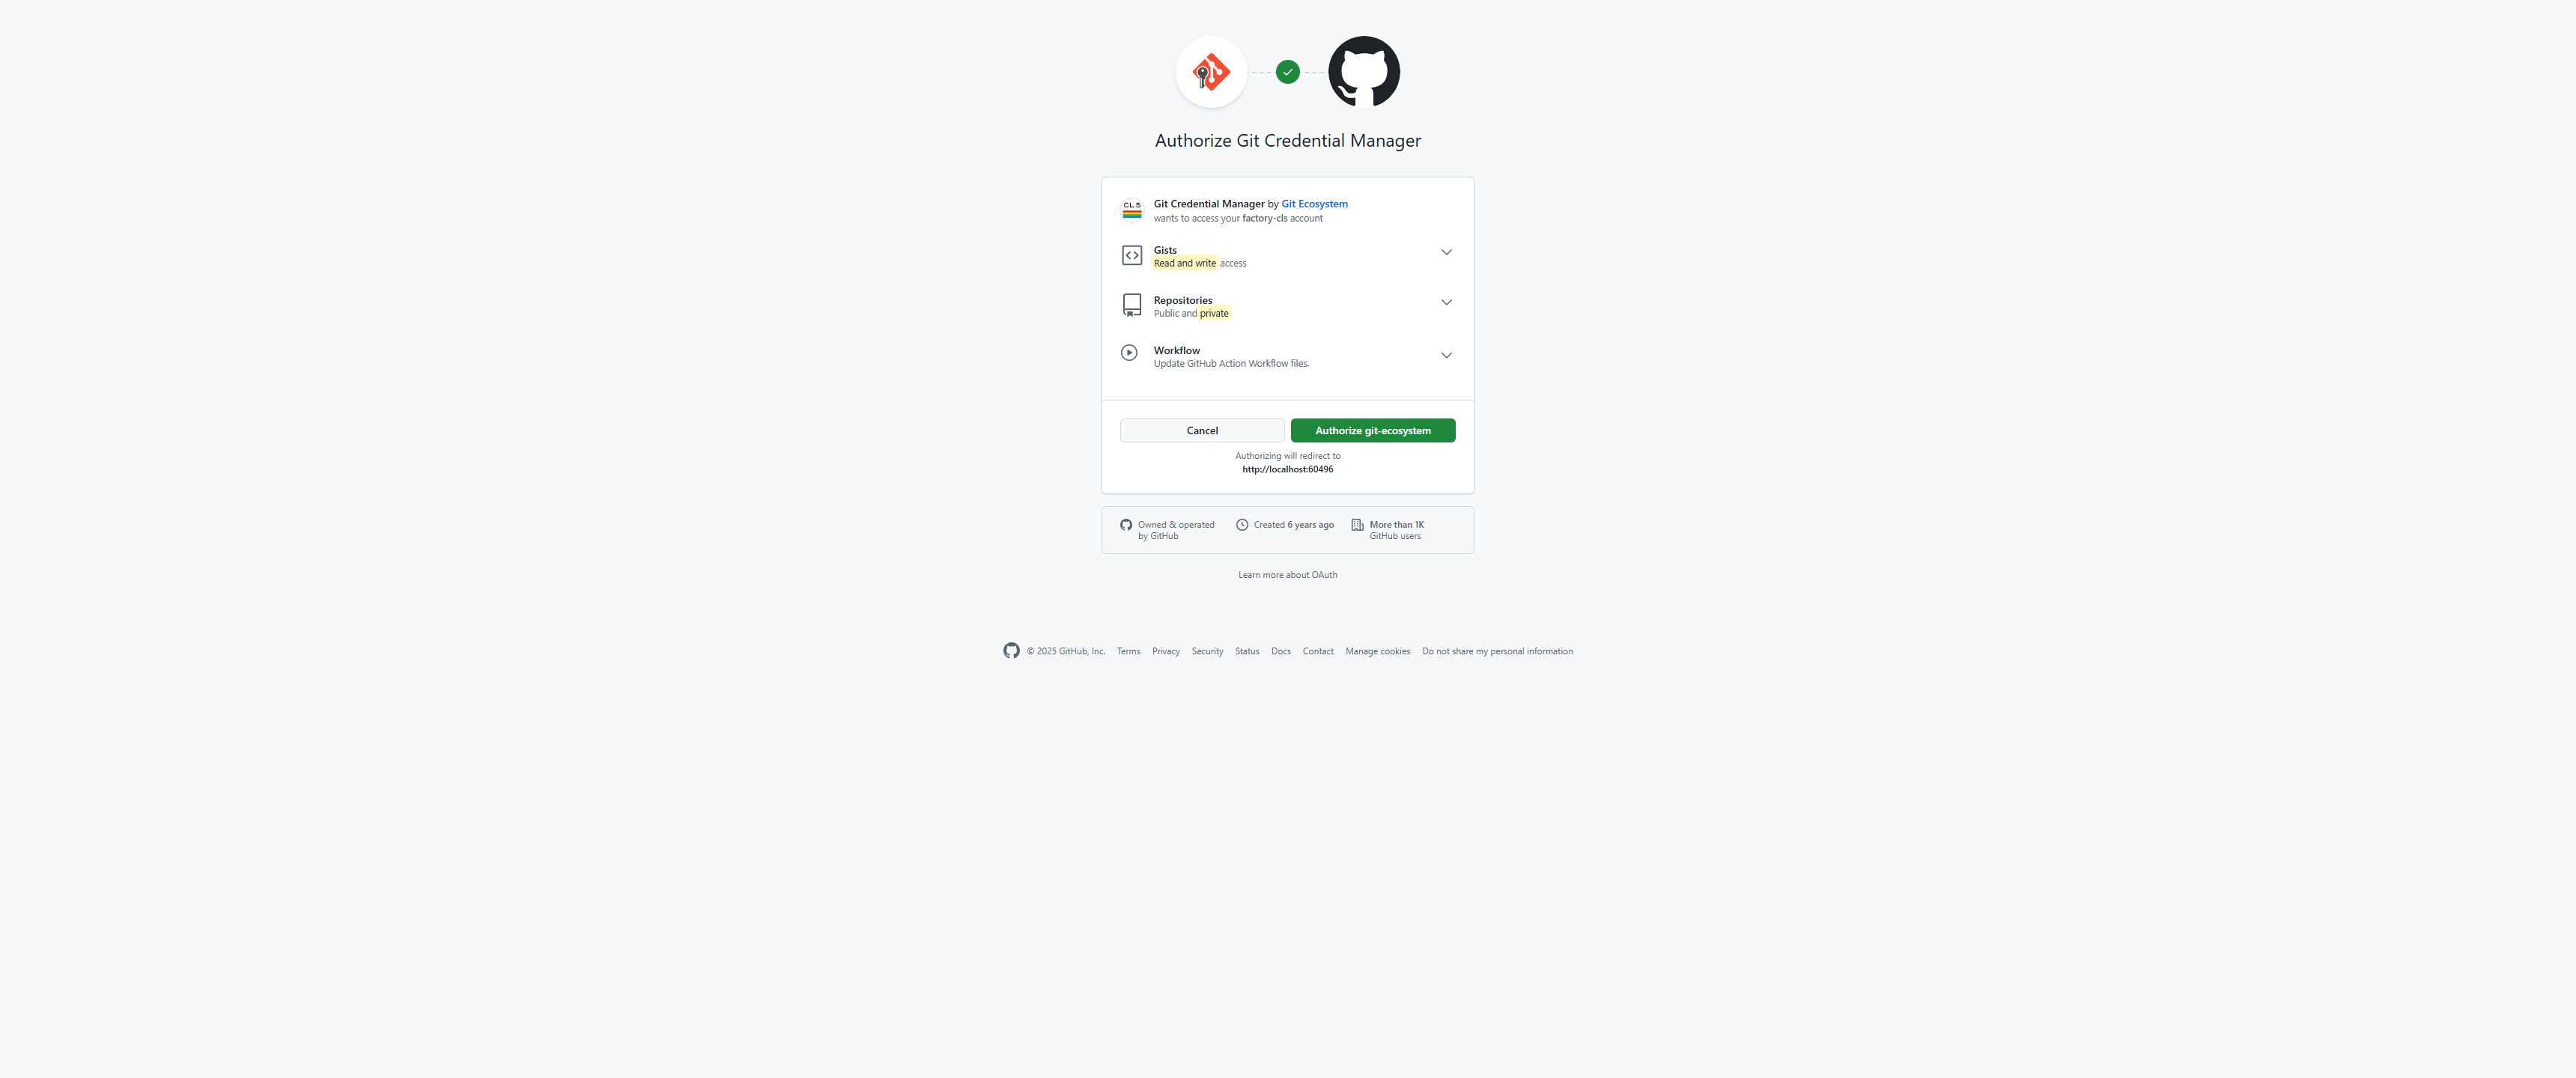 Authorize Git Credential Manager
CLS
Git Credential Manager by Git Ecosystem
wants to access your factory-cls account
Gists
Read and write access
Repositories
Public and private
Workflow
Update GitHub Action Workflow files.
Cancel
Authorize git-ecosystem
Authorizing will redirect to
http://localhost:60496
Owned & operated
by GitHub
Created 6 years ago
More than 1K
GitHub users
Learn more about OAuth
© 2025 GitHub, Inc. Terms Privacy Security Status Docs Contact Manage cookies Do not share my personal information